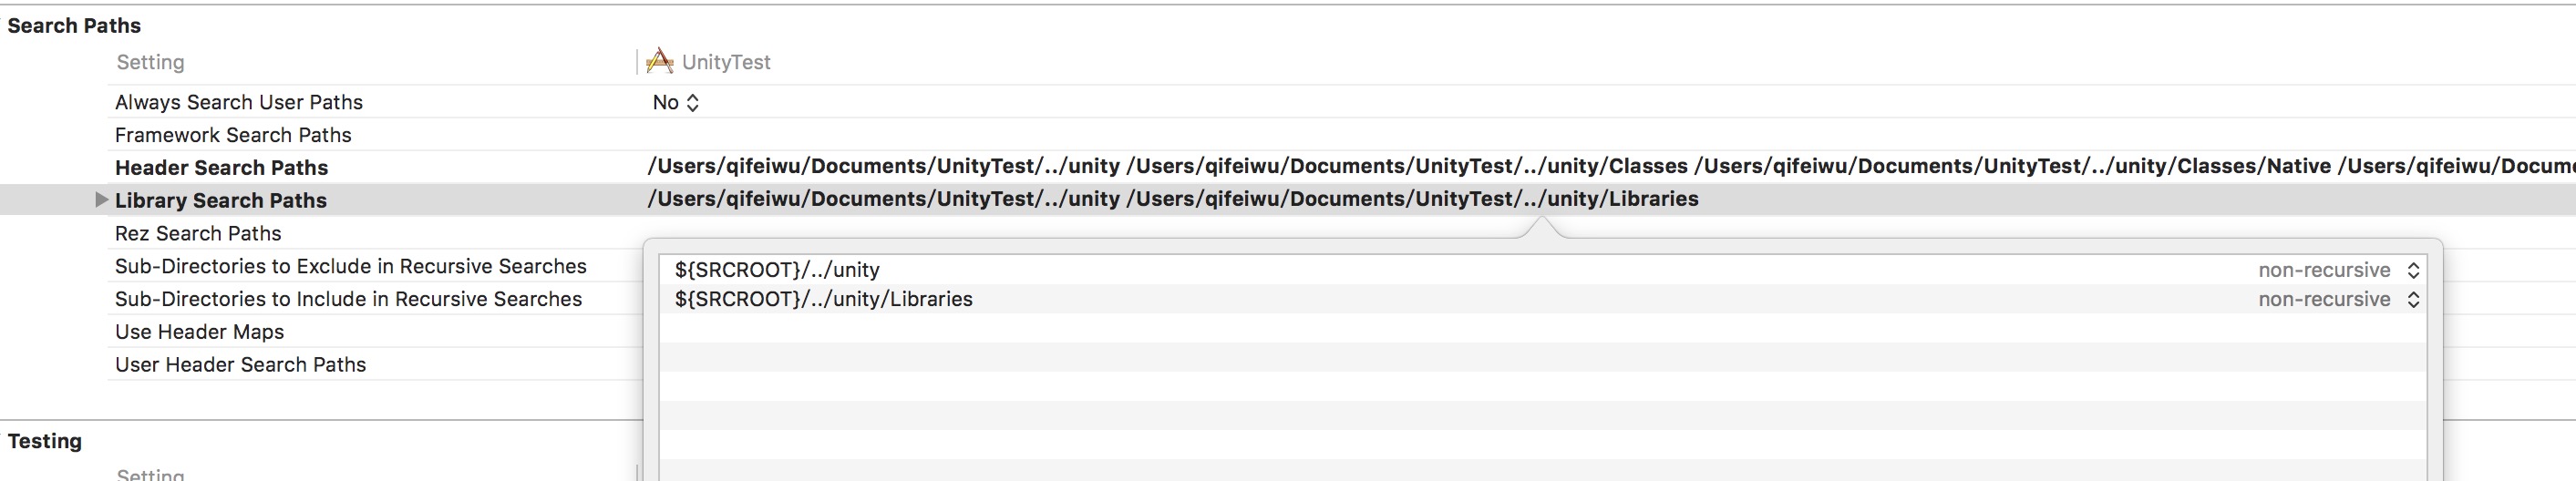 Search Paths
Setting UnityTest
Always Search User Paths No
Framework Search Paths
Header Search Paths /Users/qifeiwu/Documents/UnityTest/../unity /Users/qifeiwu/Documents/UnityTest/../unity/Classes /Users/qifeiwu/Documents/UnityTest/../unity/Classes/Native /Users/qifeiwu/Docum
Library Search Paths /Users/qifeiwu/Documents/UnityTest/../unity /Users/qifeiwu/Documents/UnityTest/../unity/Libraries
Rez Search Paths
${SRCROOT}/../unity non-recursive
Sub-Directories to Exclude in Recursive Searches
${SRCROOT}/../unity/Libraries non-recursive
Sub-Directories to Include in Recursive Searches
Use Header Maps
User Header Search Paths
Testing
Setting